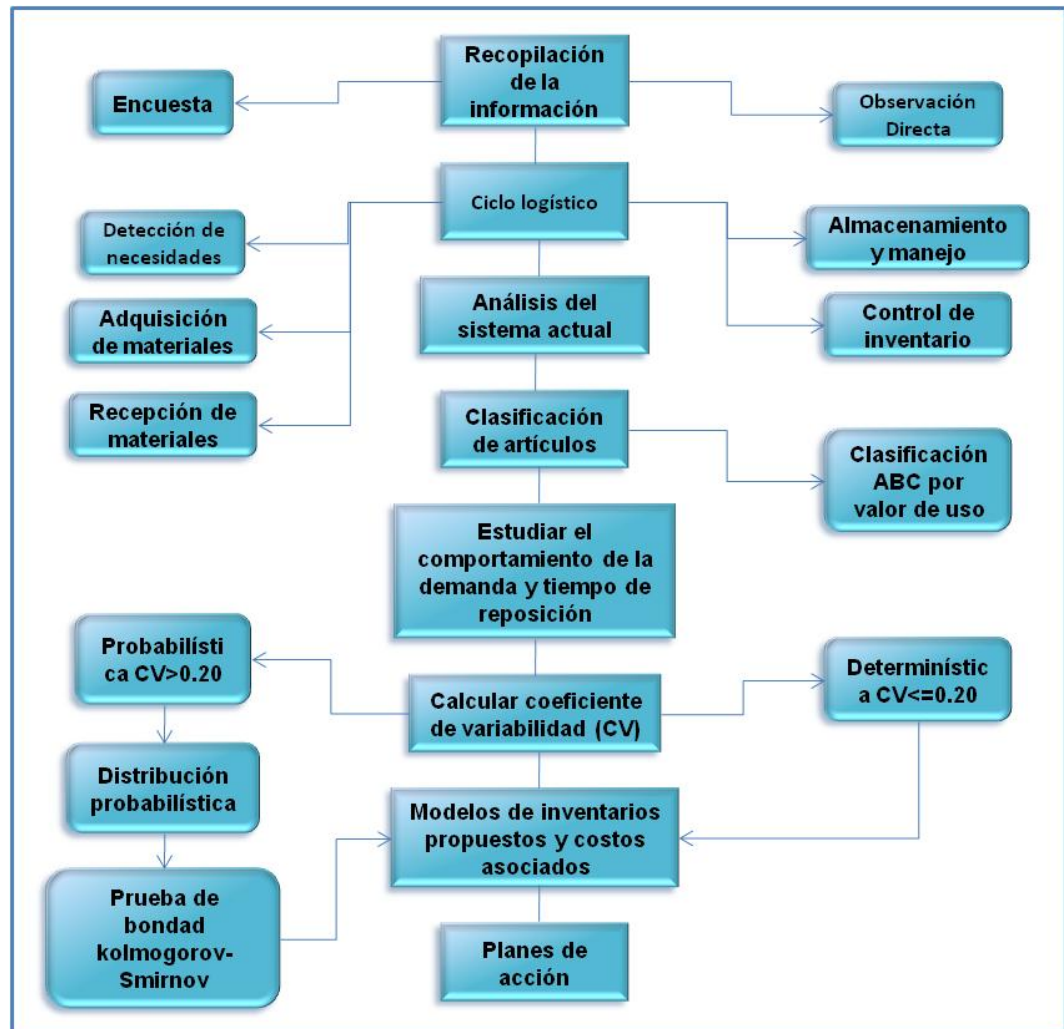 Recopilación
de la
información
Encuesta
Observación
Directa
Ciclo logístico
Detección de
necesidades
Almacenamiento
y manejo
Adquisición
de materiales
Análisis del
sistema actual
Control de
inventario
Recepción de
materiales
Clasificación
de artículos
Clasificación
ABC por
valor de uso
Estudiar el
comportamiento de la
demanda y tiempo de
reposición
Probabilísti
ca CV>0.20
Calcular coeficiente
de variabilidad (CV)
Determinístic
a CV<=0.20
Distribución
probabilística
Modelos de inventarios
propuestos y costos
asociados
Prueba de
bondad
kolmogorov-
Smirnov
Planes de
acción